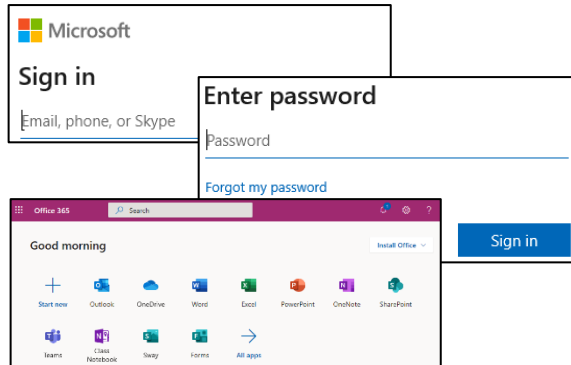 Microsoft
Sign in
Email, phone, or Skype
Enter password
Password
Forgot my password
Sign in
Office 365
Search
?
Good morning
Install Office
Start new
Outlook
OneDrive
Word
Excel
PowerPoint
OneNote
SharePoint
Teams
Class
Notebook
Sway
Forms
All apps